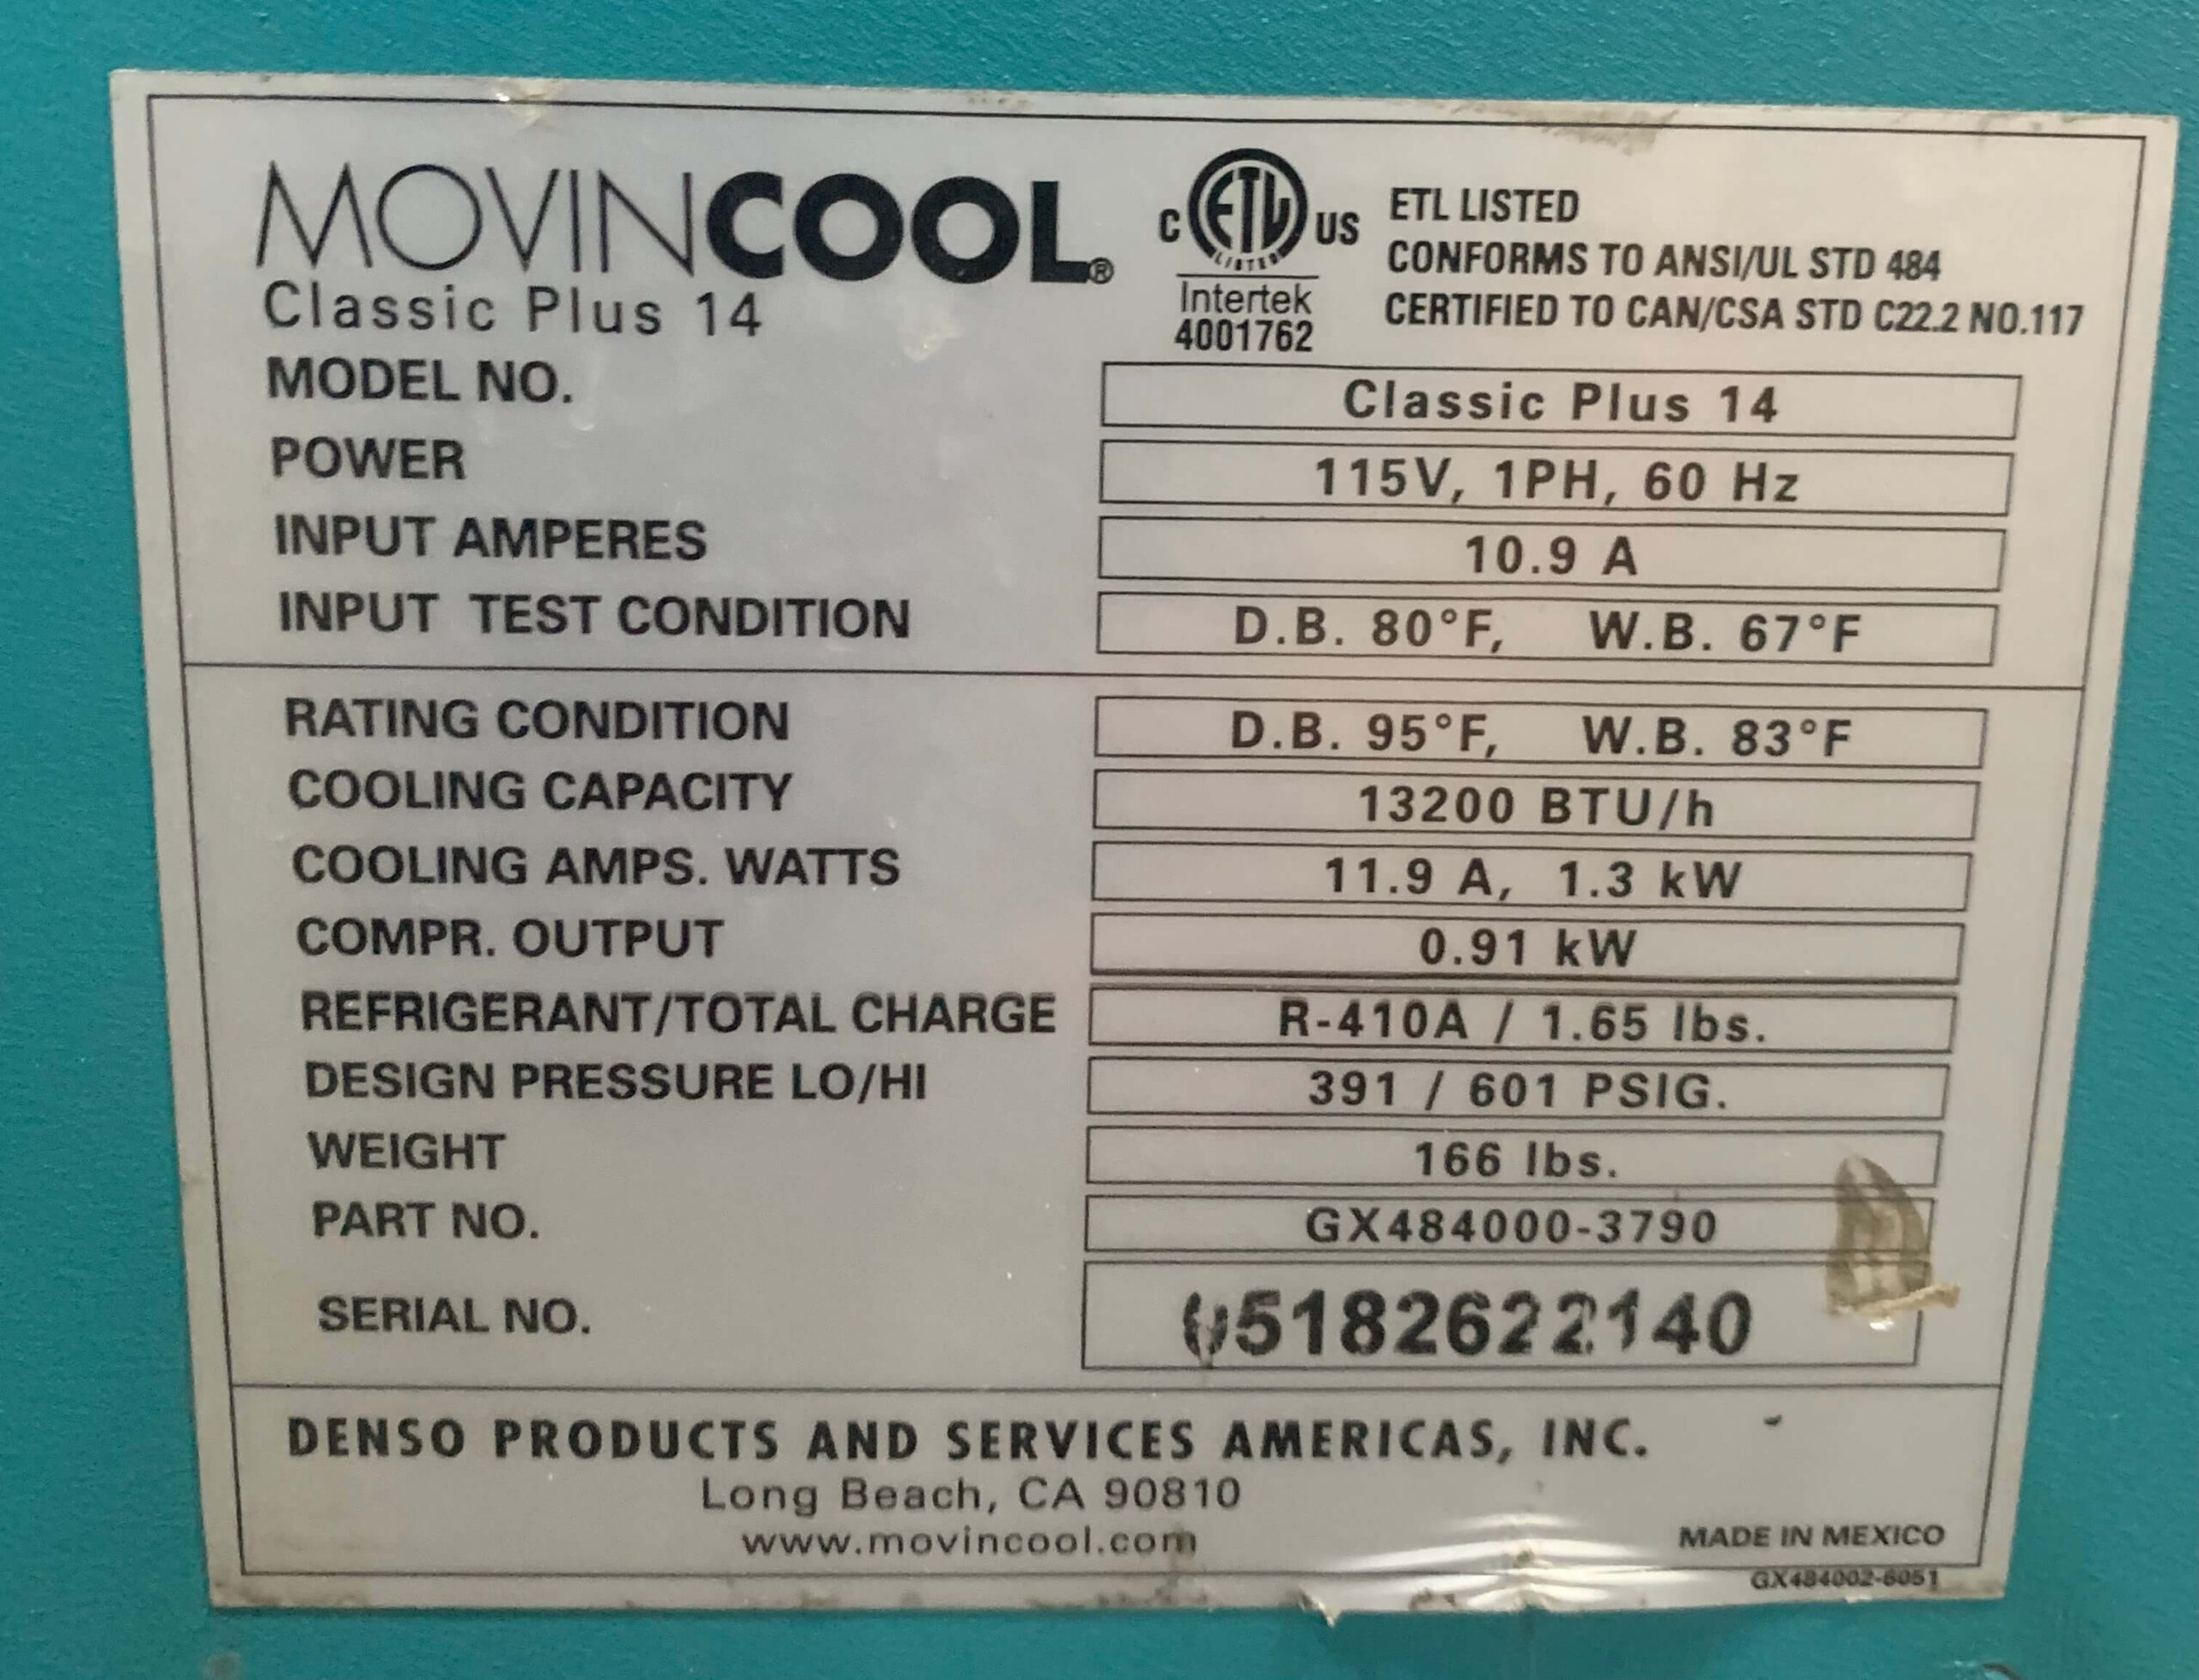 MOVINCOOL®
Classic Plus 14
C ETL LISTED US
Intertek
4001762
ETL LISTED
CONFORMS TO ANSI/UL STD 484
CERTIFIED TO CAN/CSA STD C22.2 NO.117
MODEL NO. Classic Plus 14
POWER 115V, 1PH, 60 Hz
INPUT AMPERES 10.9 A
INPUT TEST CONDITION D.B. 80°F, W.B. 67°F
RATING CONDITION D.B. 95°F, W.B. 83°F
COOLING CAPACITY 13200 BTU/h
COOLING AMPS. WATTS 11.9 A, 1.3 kW
COMPR. OUTPUT 0.91 kW
REFRIGERANT/TOTAL CHARGE R-410A / 1.65 lbs.
DESIGN PRESSURE LO/HI 391 / 601 PSIG.
WEIGHT 166 lbs.
PART NO. GX484000-3790
SERIAL NO. 05182622140
DENSO PRODUCTS AND SERVICES AMERICAS, INC.
Long Beach, CA 90810
www.movincool.com
MADE IN MEXICO
GX484002-6051